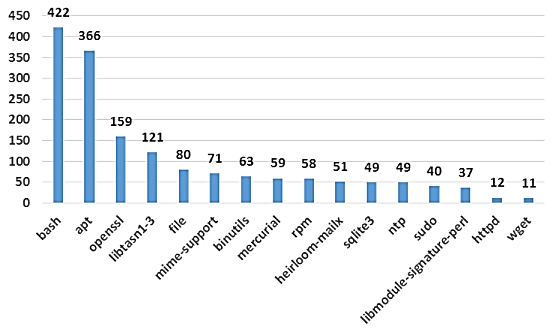 450
400
350
300
250
200
150
100
50
0
422
366
159
121
80
71
63
59
58
51
49
49
40
37
12
11
bash
apt
openssl
libtasn1-3
file
mime-support
binutils
mercurial
rpm
heirloom-mailx
sqlite3
ntp
sudo
libmodule-signature-perl
httpd
wget